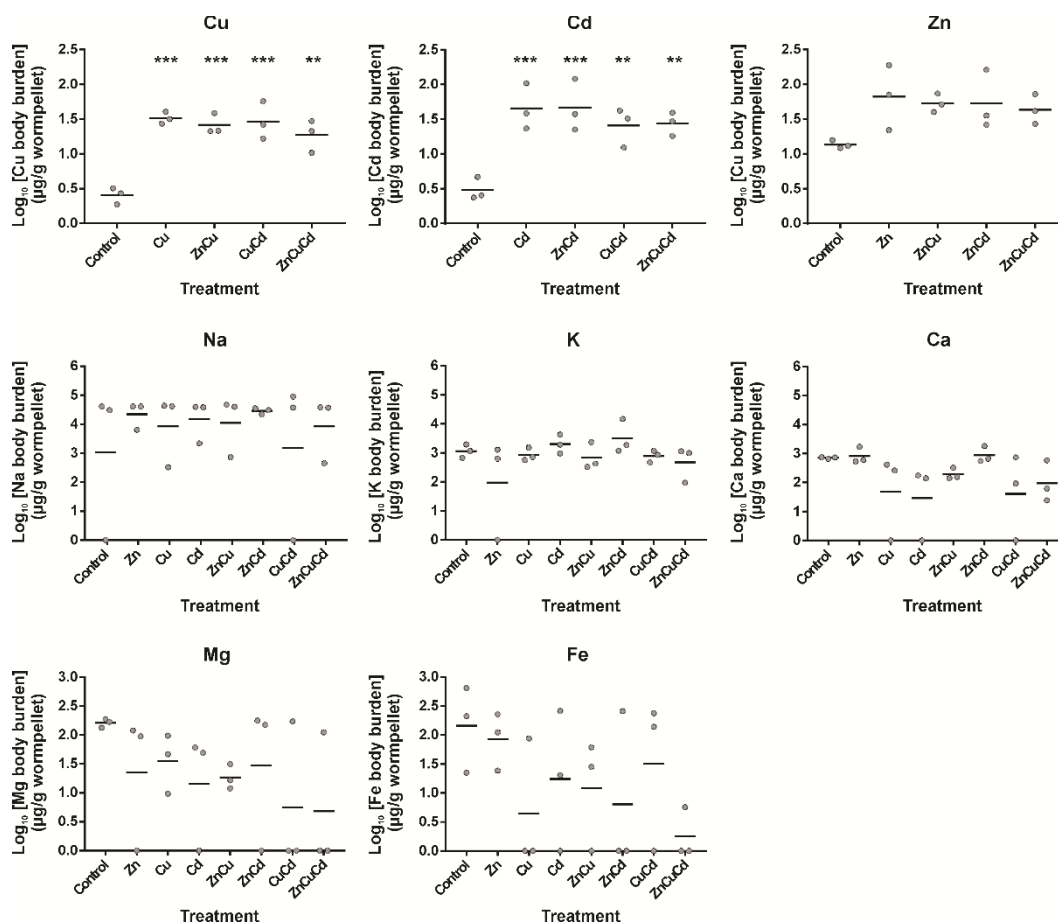 Cu
Log₁₀ [Cu body burden]
(µg/g wormpellet)
2.5
2.0
1.5
1.0
0.5
0.0
***
***
***
**
Control
Cu
ZnCu
CuCd
ZnCuCd
Treatment
Cd
Log₁₀ [Cd body burden]
(µg/g wormpellet)
2.5
2.0
1.5
1.0
0.5
0.0
***
***
**
**
Control
Cd
ZnCd
CuCd
ZnCuCd
Treatment
Zn
Log₁₀ [Cu body burden]
(µg/g wormpellet)
2.5
2.0
1.5
1.0
0.5
0.0
Control
Zn
ZnCu
ZnCd
ZnCuCd
Treatment
Na
Log₁₀ [Na body burden]
(µg/g wormpellet)
6
5
4
3
2
1
0
Control
Zn
Cu
Cd
ZnCu
ZnCd
CuCd
ZnCuCd
Treatment
K
Log₁₀ [K body burden]
(µg/g wormpellet)
6
5
4
3
2
1
0
Control
Zn
Cu
Cd
ZnCu
ZnCd
CuCd
ZnCuCd
Treatment
Ca
Log₁₀ [Ca body burden]
(µg/g wormpellet)
6
5
4
3
2
1
0
Control
Zn
Cu
Cd
ZnCu
ZnCd
CuCd
ZnCuCd
Treatment
Mg
Log₁₀ [Mg body burden]
(µg/g wormpellet)
3.0
2.5
2.0
1.5
1.0
0.5
0.0
Control
Zn
Cu
Cd
ZnCu
ZnCd
CuCd
ZnCuCd
Treatment
Fe
Log₁₀ [Fe body burden]
(µg/g wormpellet)
3.0
2.5
2.0
1.5
1.0
0.5
0.0
Control
Zn
Cu
Cd
ZnCu
ZnCd
CuCd
ZnCuCd
Treatment